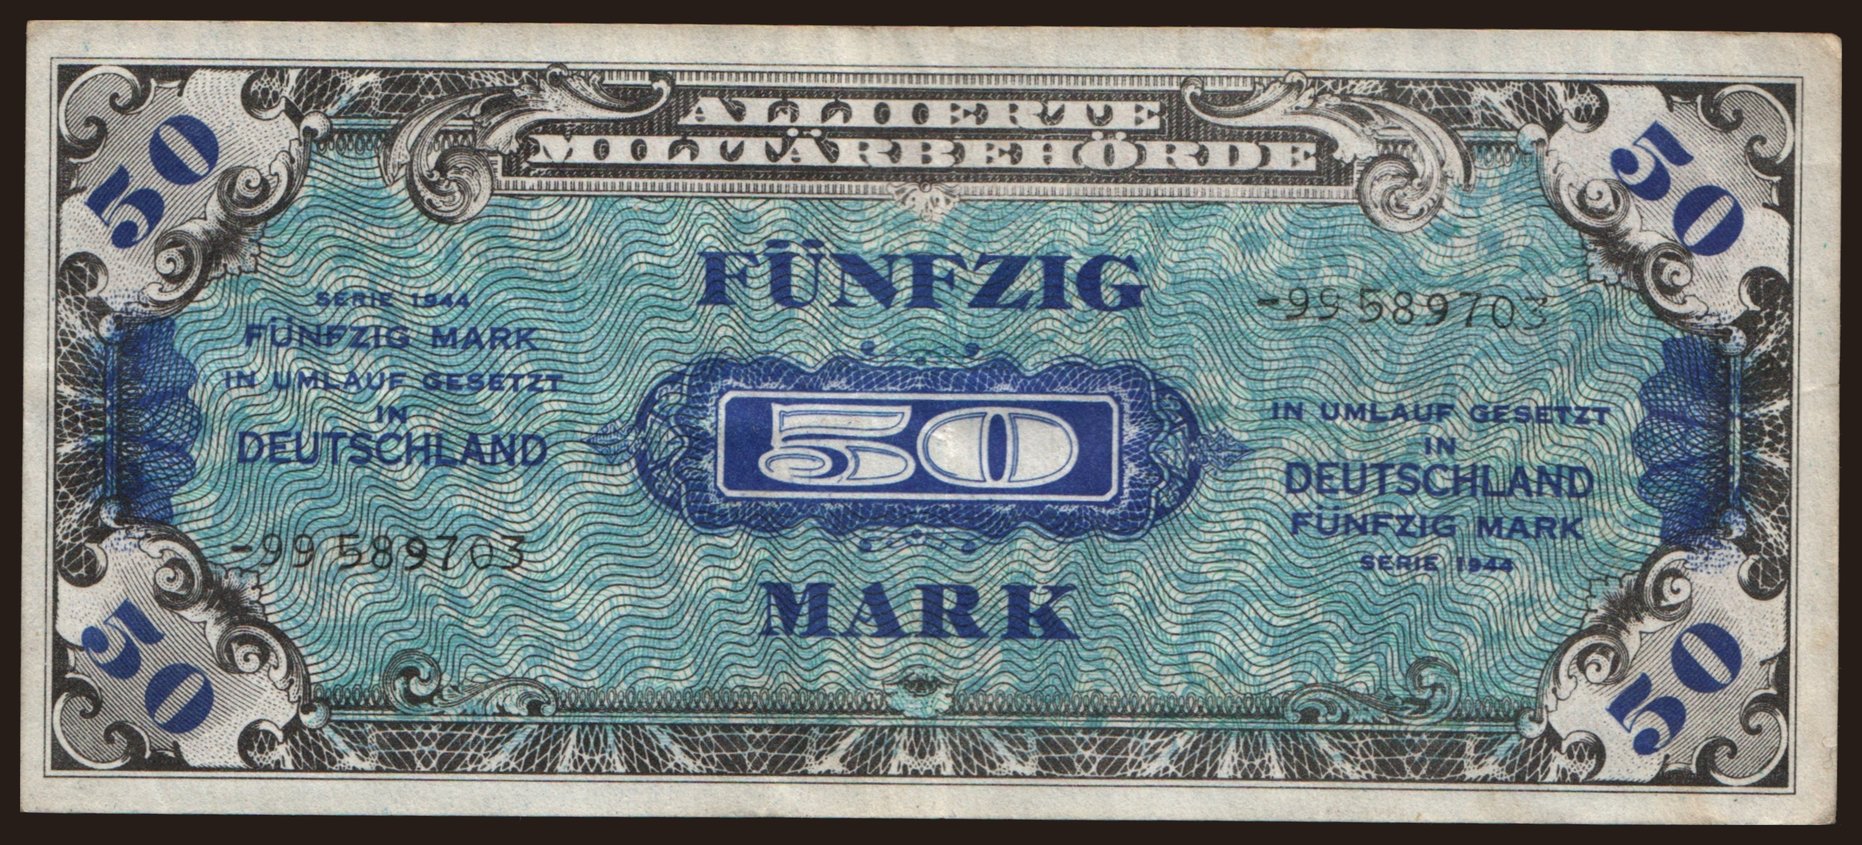 50
ALLIIERTE
MILITÄRBEHÖRDE
50
FÜNFZIG
SERIE 1944
FÜNFZIG MARK
IN UMLAUF GESETZT
IN
DEUTSCHLAND
-99589703
-99589703
50
IN UMLAUF GESETZT
IN
DEUTSCHLAND
FÜNFZIG MARK
SERIE 1944
MARK
50
50